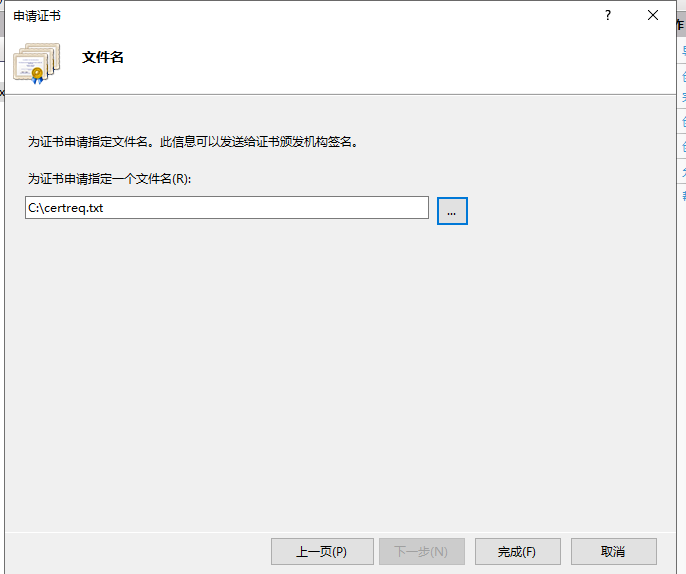 申请证书
文件名
为证书申请指定文件名。此信息可以发送给证书颁发机构签名。
为证书申请指定一个文件名(R):
C:\certreq.txt
...
上一页(P)
下一步(N)
完成(F)
取消